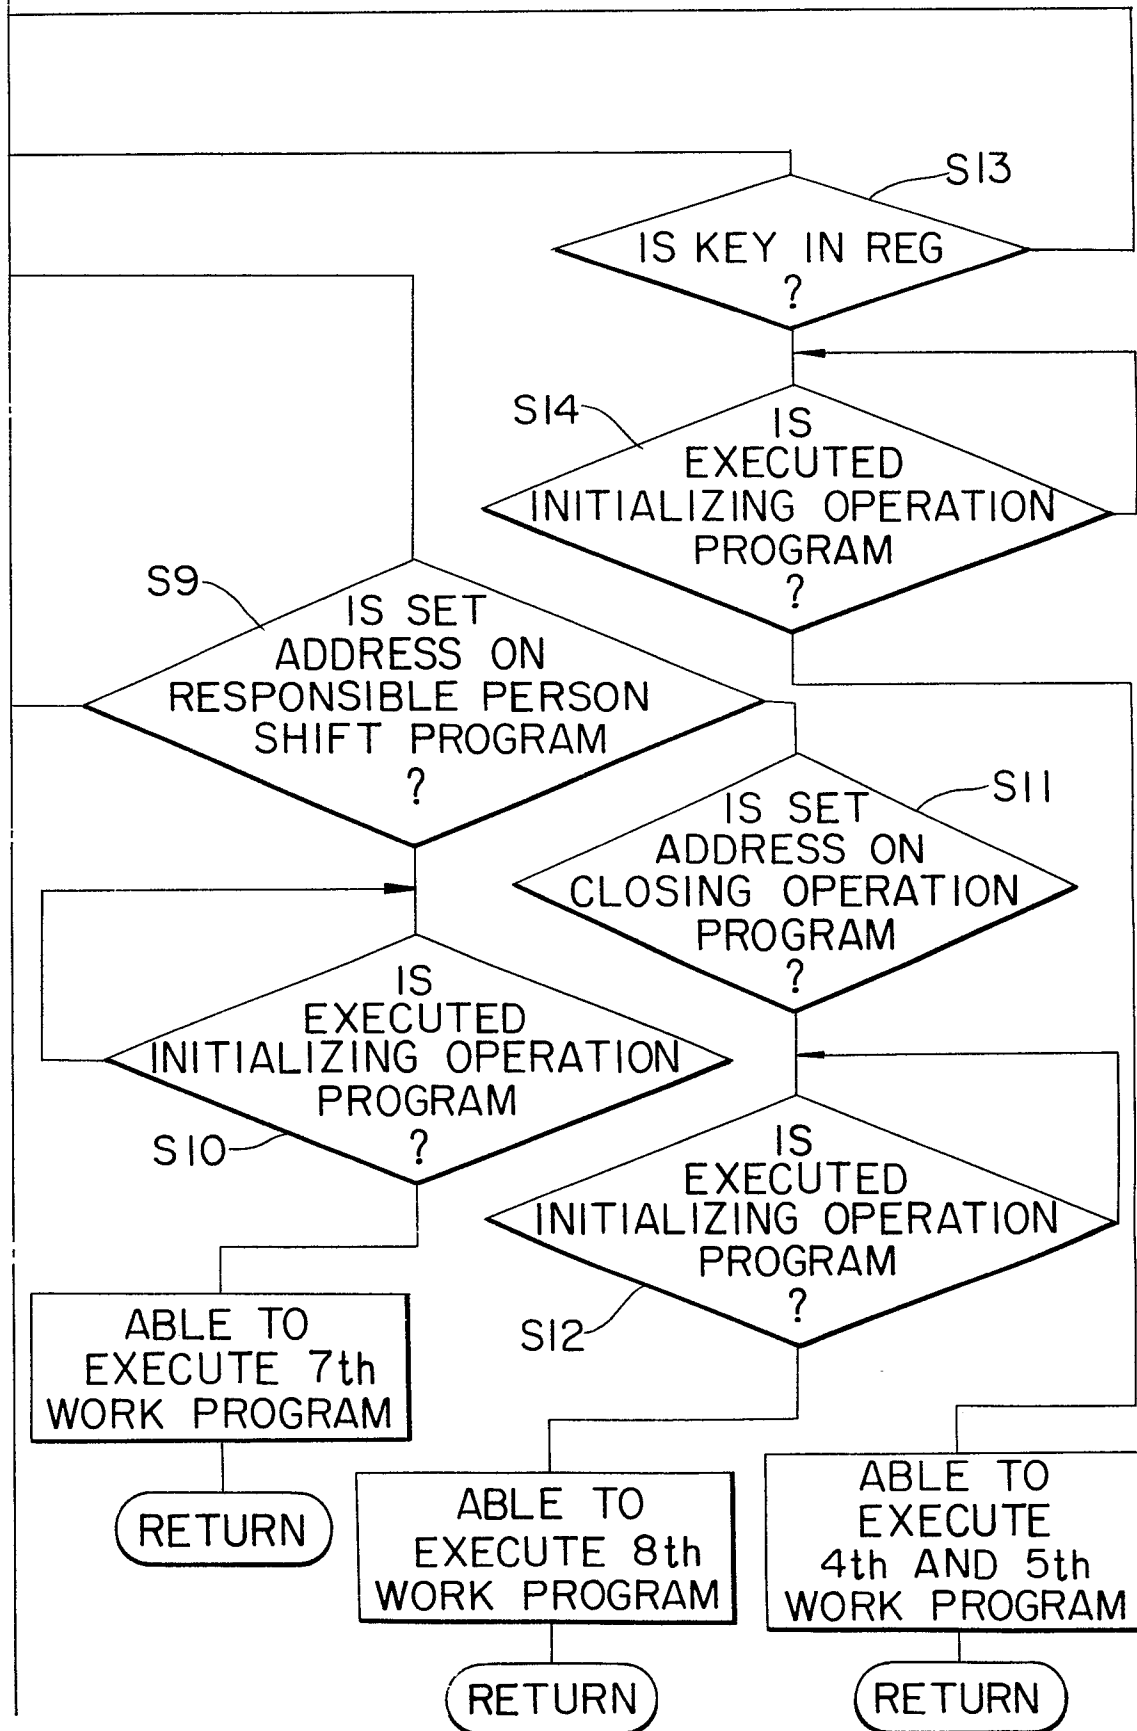 S13
IS KEY IN REG
?
S14
IS
EXECUTED
INITIALIZING OPERATION
PROGRAM
?
S9
IS SET
ADDRESS ON
RESPONSIBLE PERSON
SHIFT PROGRAM
?
S11
IS SET
ADDRESS ON
CLOSING OPERATION
PROGRAM
?
IS
EXECUTED
INITIALIZING OPERATION
PROGRAM
?
S10
IS
EXECUTED
INITIALIZING OPERATION
PROGRAM
?
S12
ABLE TO
EXECUTE 7th
WORK PROGRAM
RETURN
ABLE TO
EXECUTE 8th
WORK PROGRAM
RETURN
ABLE TO
EXECUTE
4th AND 5th
WORK PROGRAM
RETURN